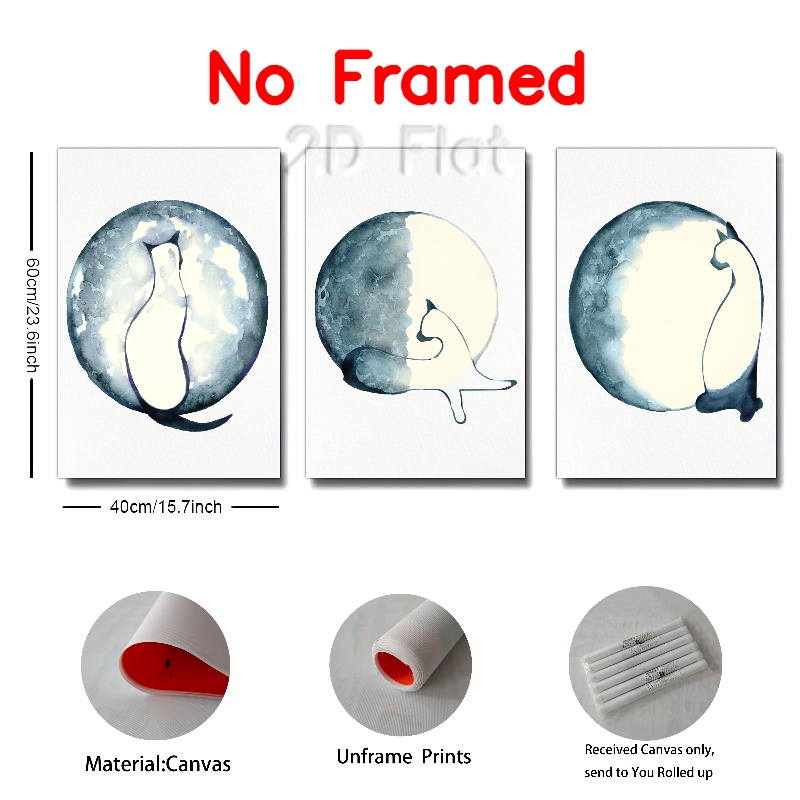 No Framed
2D Flat
60cm/23.6inch
40cm/15.7inch
Material:Canvas
Unframe Prints
Received Canvas only,
send to You Rolled up